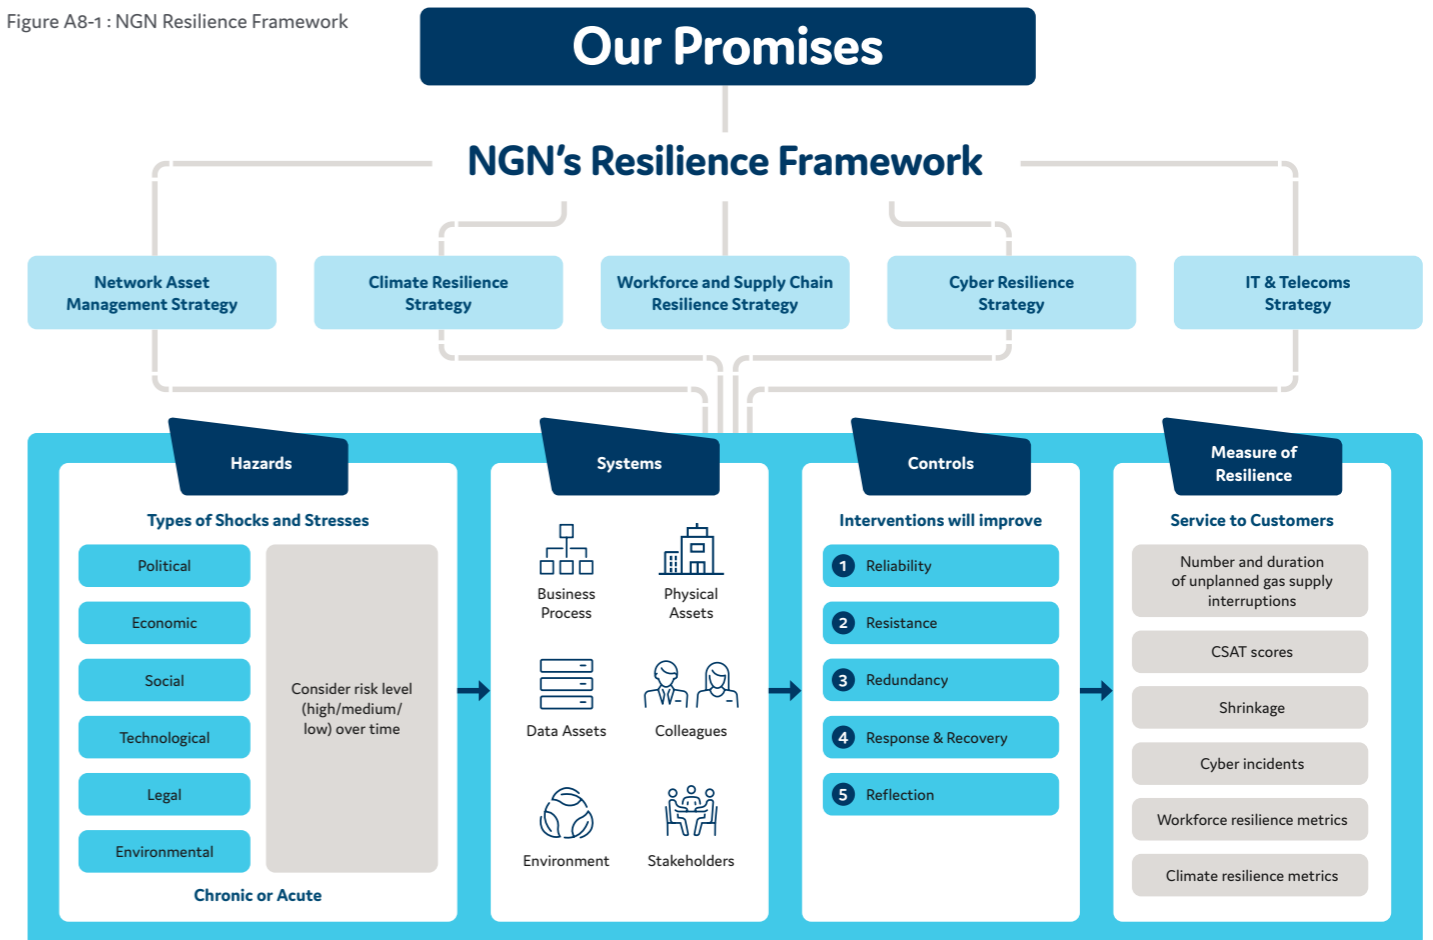 Figure A8-1 : NGN Resilience Framework
Our Promises
NGN's Resilience Framework
Network Asset
Management Strategy
Climate Resilience
Strategy
Workforce and Supply Chain
Resilience Strategy
Cyber Resilience
Strategy
IT & Telecoms
Strategy
Hazards
Types of Shocks and Stresses
Political
Economic
Social
Technological
Legal
Environmental
Consider risk level
(high/medium/
low) over time
Chronic or Acute
Systems
Business
Process
Physical
Assets
Data Assets
Colleagues
Environment
Stakeholders
Controls
Interventions will improve
1 Reliability
2 Resistance
3 Redundancy
4 Response & Recovery
5 Reflection
Measure of
Resilience
Service to Customers
Number and duration
of unplanned gas supply
interruptions
CSAT scores
Shrinkage
Cyber incidents
Workforce resilience metrics
Climate resilience metrics